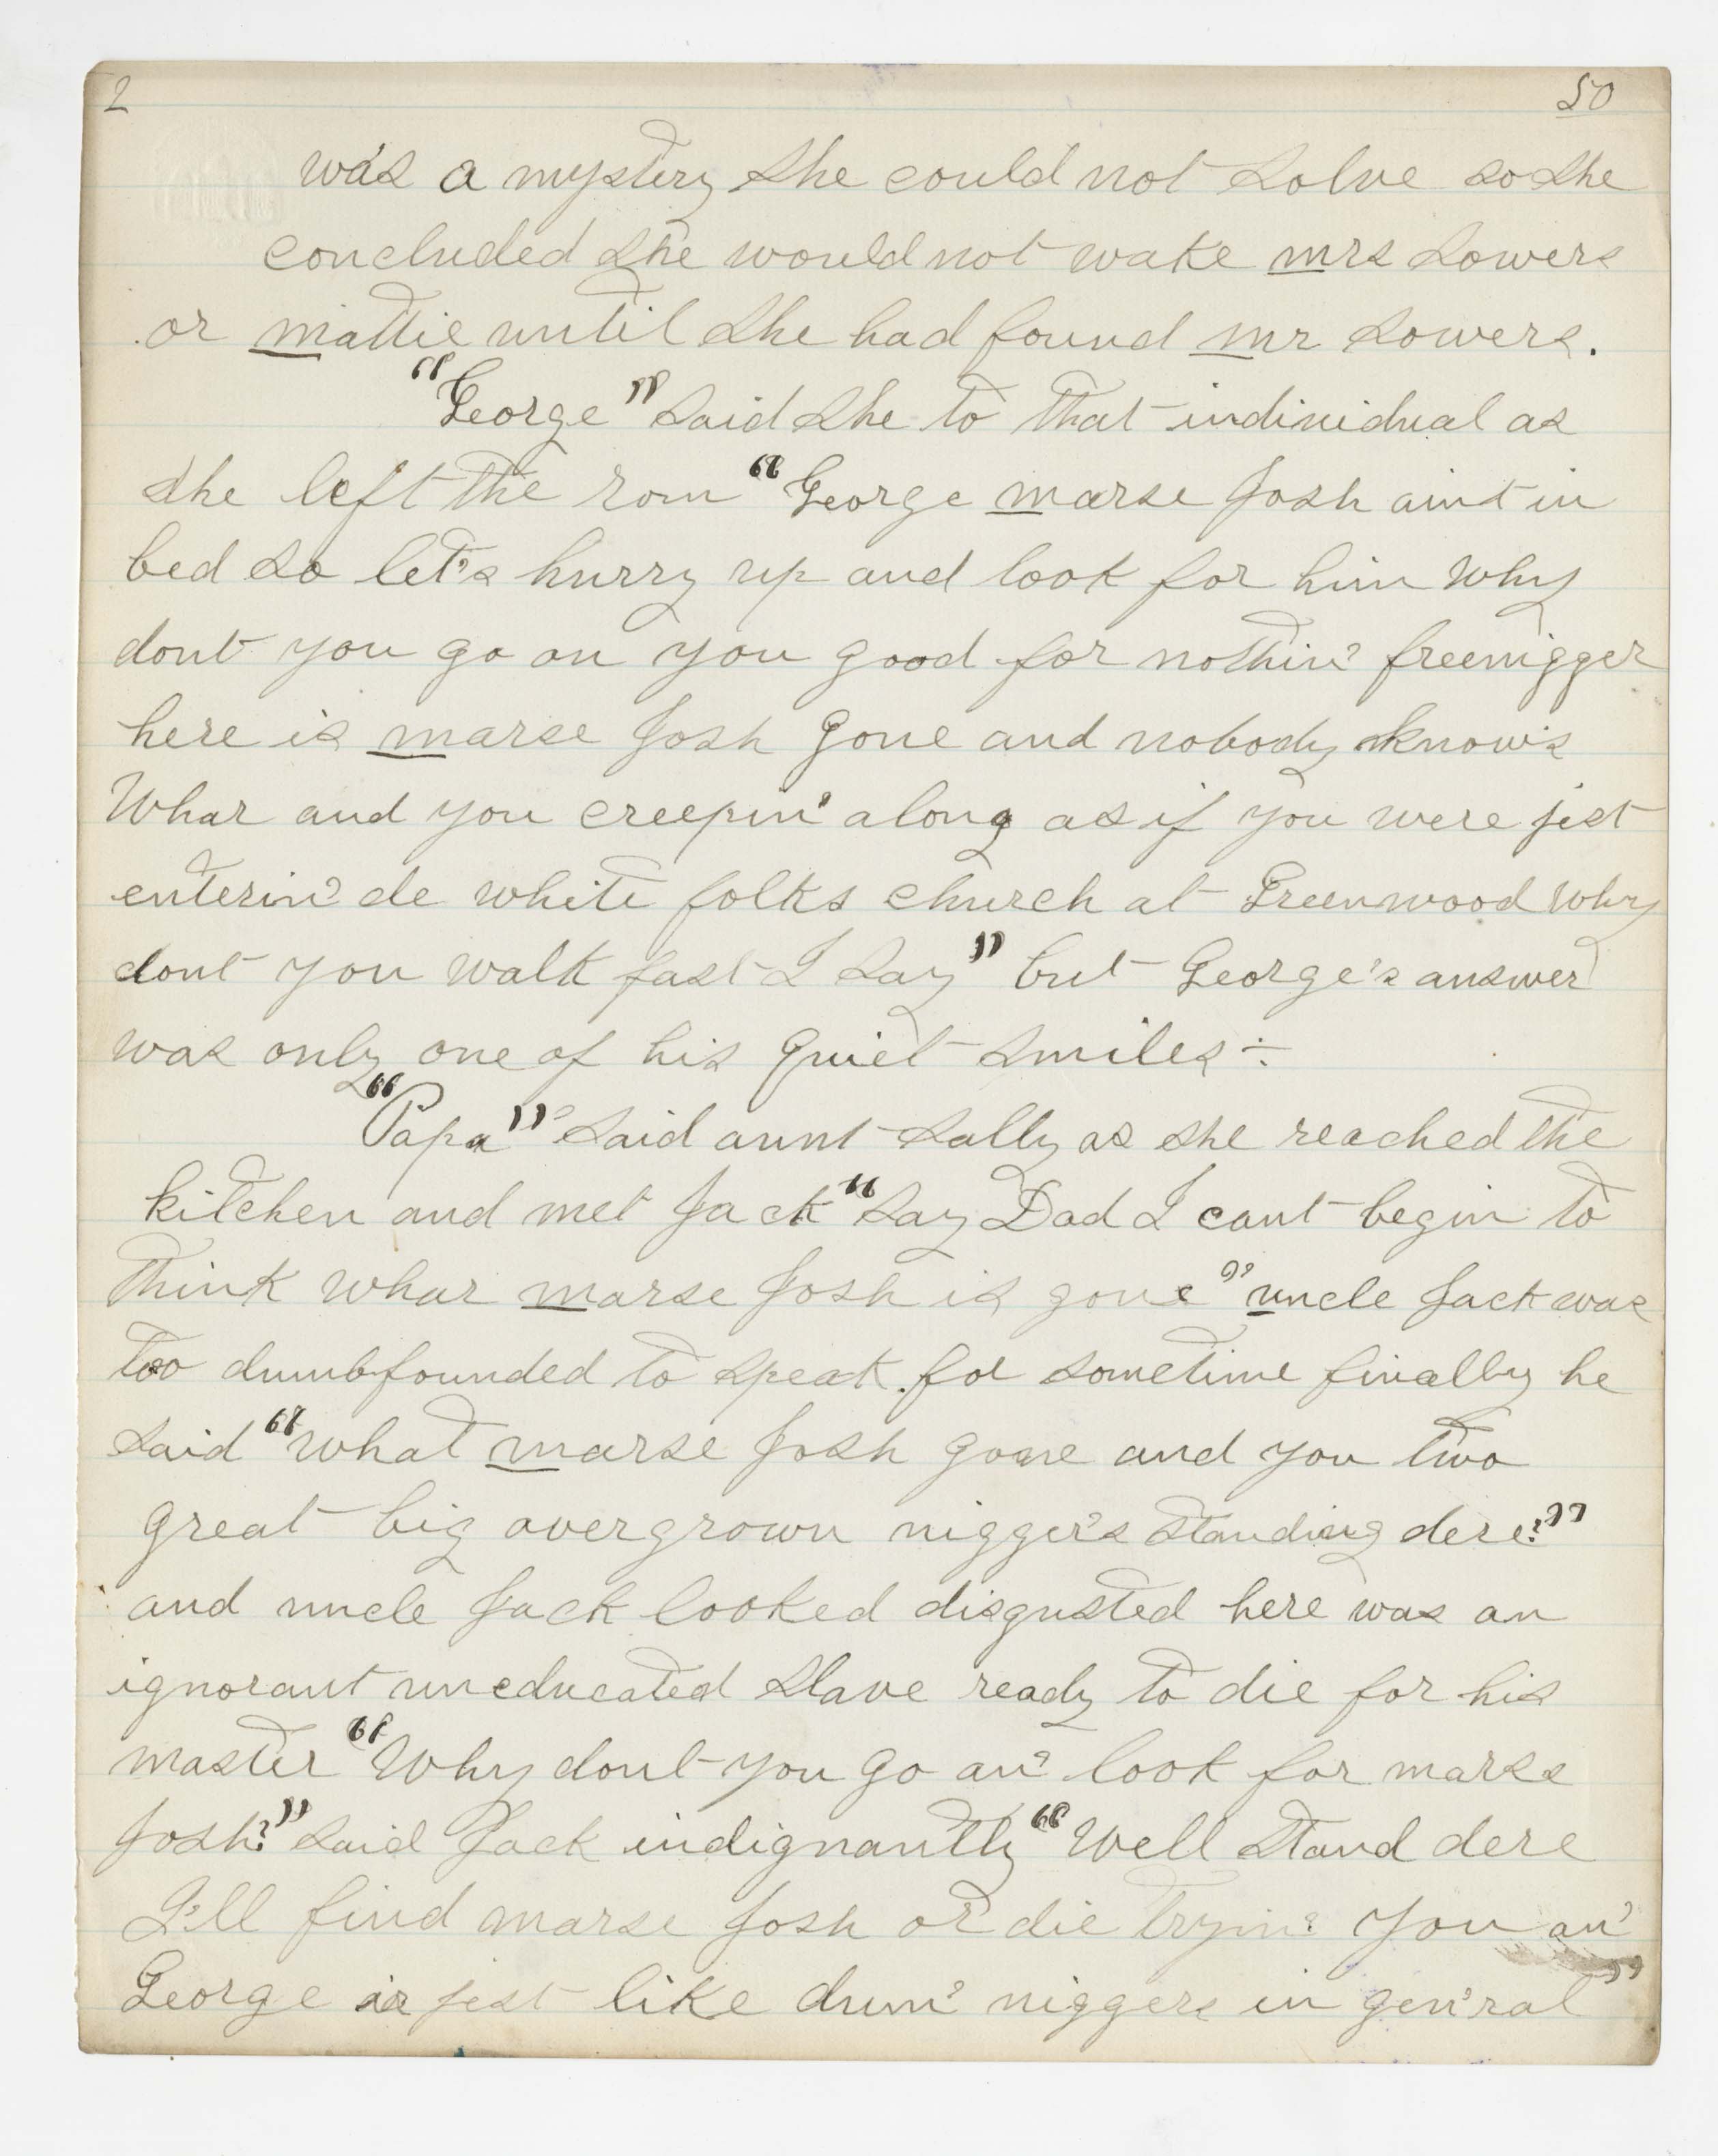 2 50
was a mystery she could not solve so she
concluded she would not wake mrs Sowers
or mattie until she had found mr Sowers.
"George" said she to that individual as
she left the rom "George marse Josh aint in
bed so let's hurry up and look for him Why
dont you go on you good for nothin' freenigger
here is marse Josh gone and nobody know's
Whar and you creepin' along as if you were jest
enterin' de white folks church at Greenwood Why
dont you walk fast I say" but George's answer
was only one of his quiet smiles÷
"Papa" said aunt Sally as she reached the
kitchen and met Jack "Say Dad I cant begin to
think whar marse Josh is gone" uncle Jack was
too dumbfounded to speak for sometime finally he
said "What marse Josh gone and you two
great big overgrown nigger's standing dere?"
and uncle Jack looked disgusted here was an
ignorant uneducated slave ready to die for his
master "Why dont you go an' look for marse
Josh?" said Jack indignantly "Well stand dere
I'll find marse Josh or die tryin' you an'
George is jest like dum' niggers in gen'ral"